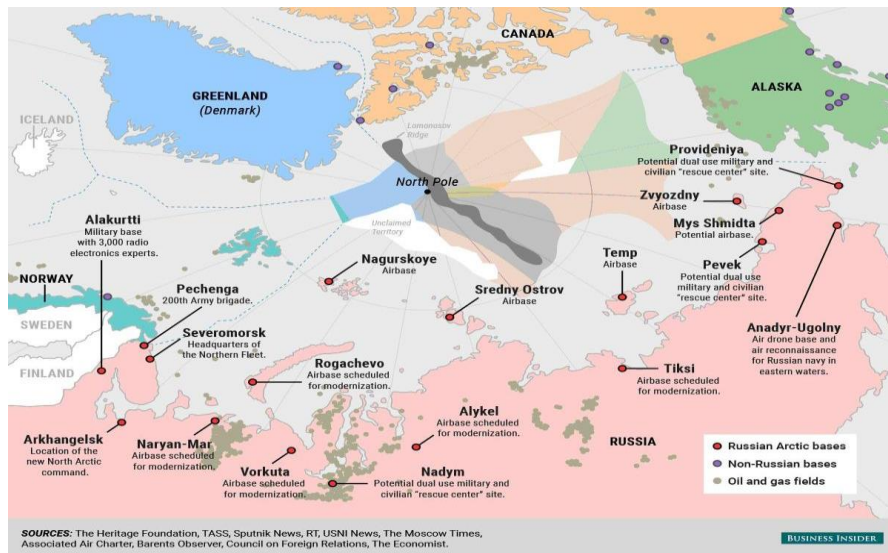 CANADA
GREENLAND
(Denmark)
ICELAND
ALASKA
Lomonosov
Ridge
North Pole
Unclaimed
territory
Provideniya
Potential dual use military and
civilian "rescue center" site.
Zvyozdny
Airbase
Mys Shmidta
Potential airbase.
Pevek
Potential dual use
military and civilian
"rescue center" site.
Anadyr-Ugolny
Air drone base and
air reconnaissance
for Russian navy in
eastern waters.
Alakurtti
Military base
with 3,000 radio
electronics experts.
NORWAY
SWEDEN
FINLAND
Pechenga
200th Army brigade.
Severomorsk
Headquarters of
the Northern Fleet.
Nagurskoye
Airbase
Sredny Ostrov
Airbase
Temp
Airbase
Rogachevo
Airbase scheduled
for modernization.
Tiksi
Airbase scheduled
for modernization.
Arkhangelsk
Location of the
new North Arctic
command.
Naryan-Mar
Airbase scheduled
for modernization.
Vorkuta
Airbase scheduled
for modernization.
Alykel
Airbase scheduled
for modernization.
Nadym
Potential dual use military and
civilian "rescue center" site.
RUSSIA
Russian Arctic bases
Non-Russian bases
Oil and gas fields
SOURCES: The Heritage Foundation, TASS, Sputnik News, RT, USNI News, The Moscow Times,
Associated Air Charter, Barents Observer, Council on Foreign Relations, The Economist.
BUSINESS INSIDER